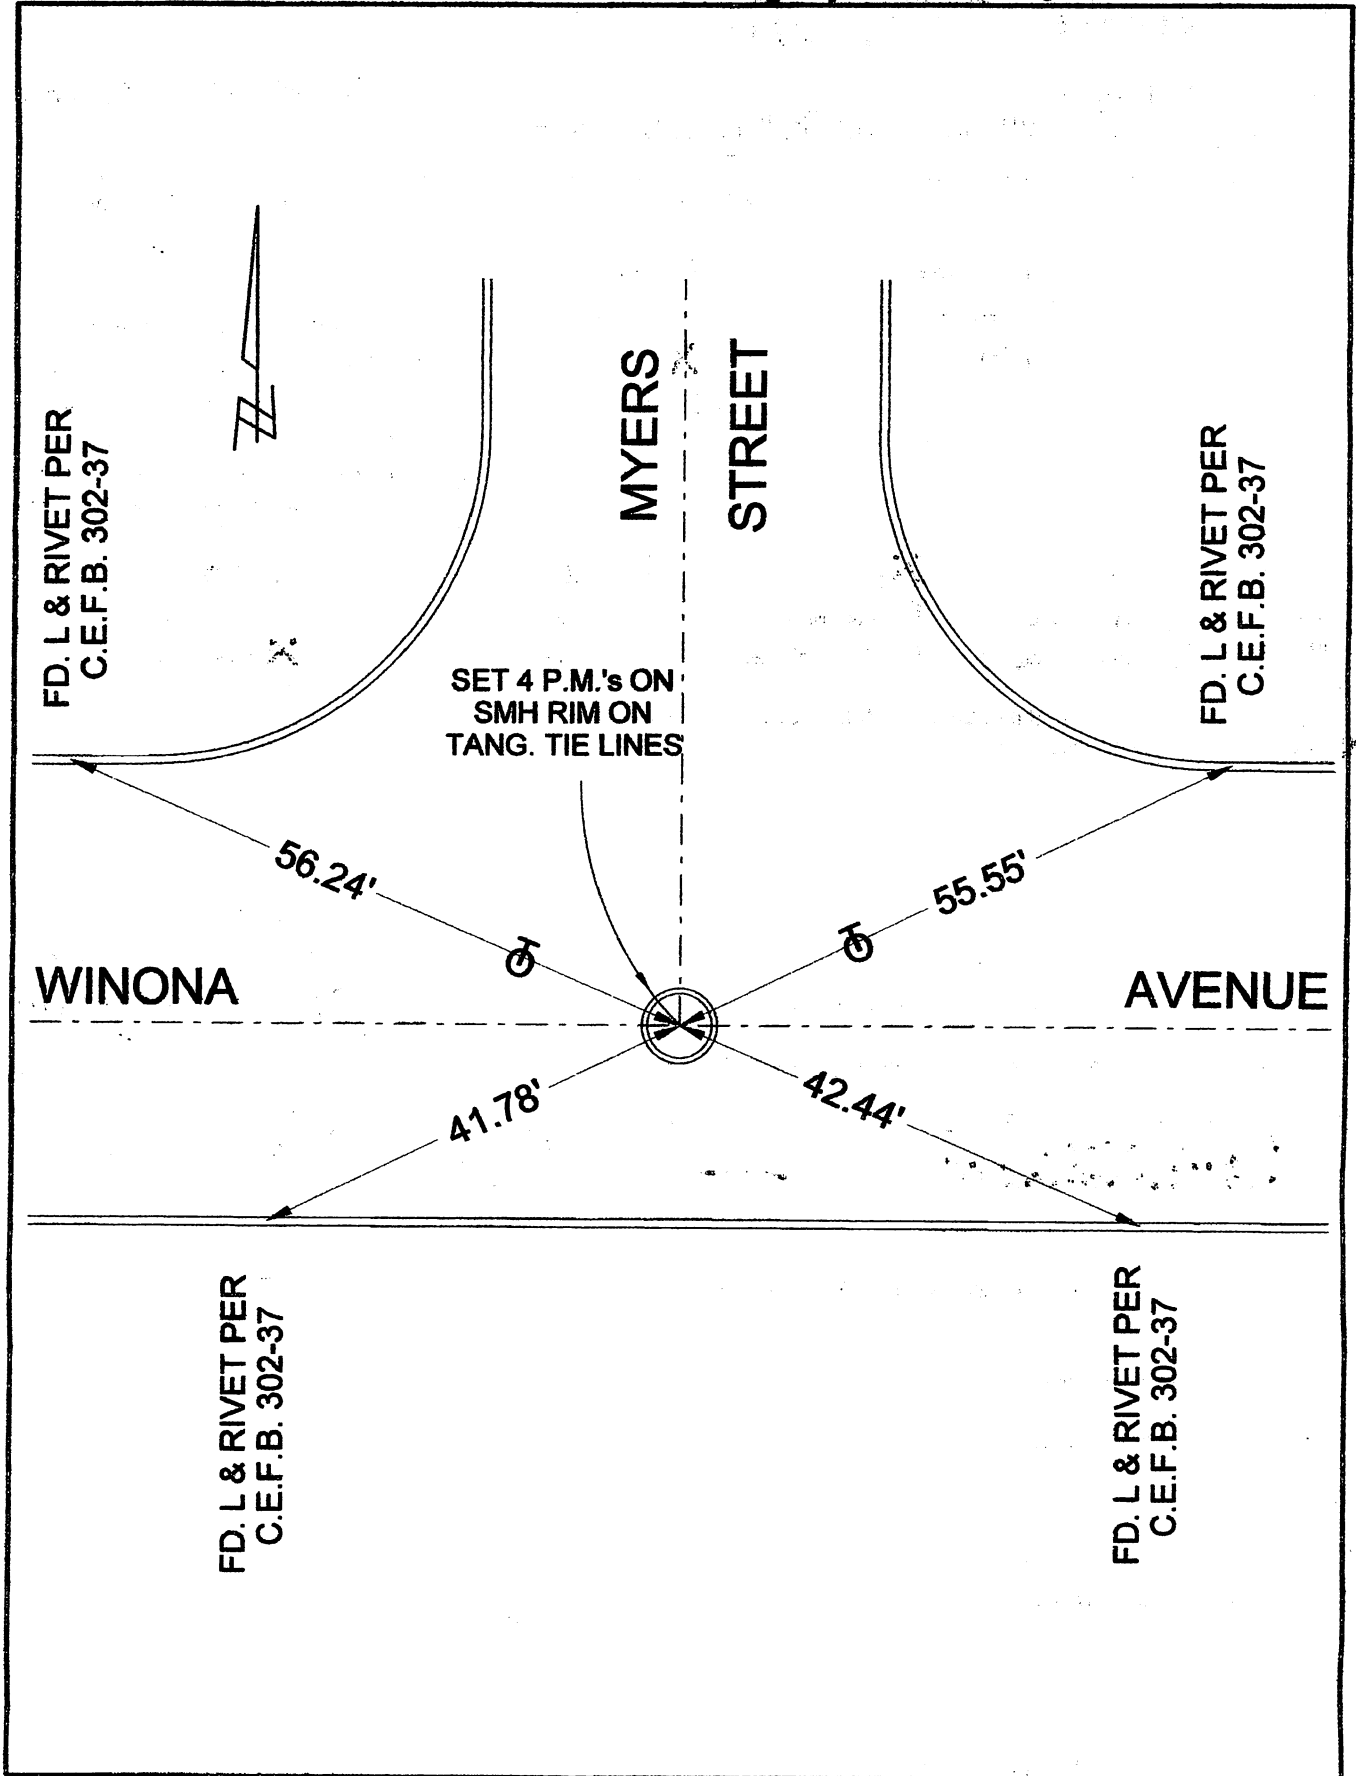 MYERS
STREET
FD. L & RIVET PER
C.E.F.B. 302-37
FD. L & RIVET PER
C.E.F.B. 302-37
SET 4 P.M.'s ON
SMH RIM ON
TANG. TIE LINES
56.24'
55.55'
WINONA
AVENUE
41.78'
42.44'
FD. L & RIVET PER
C.E.F.B. 302-37
FD. L & RIVET PER
C.E.F.B. 302-37